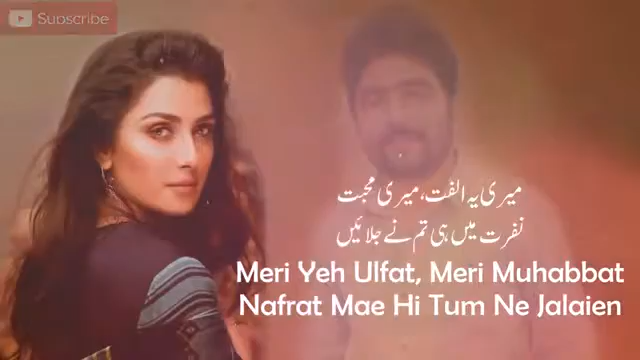 Subscribe
میری یہ الفت، میری محبت
نفرت میں ہی تم نے جلائیں
Meri Yeh Ulfat, Meri Muhabbat
Nafrat Mae Hi Tum Ne Jalaien